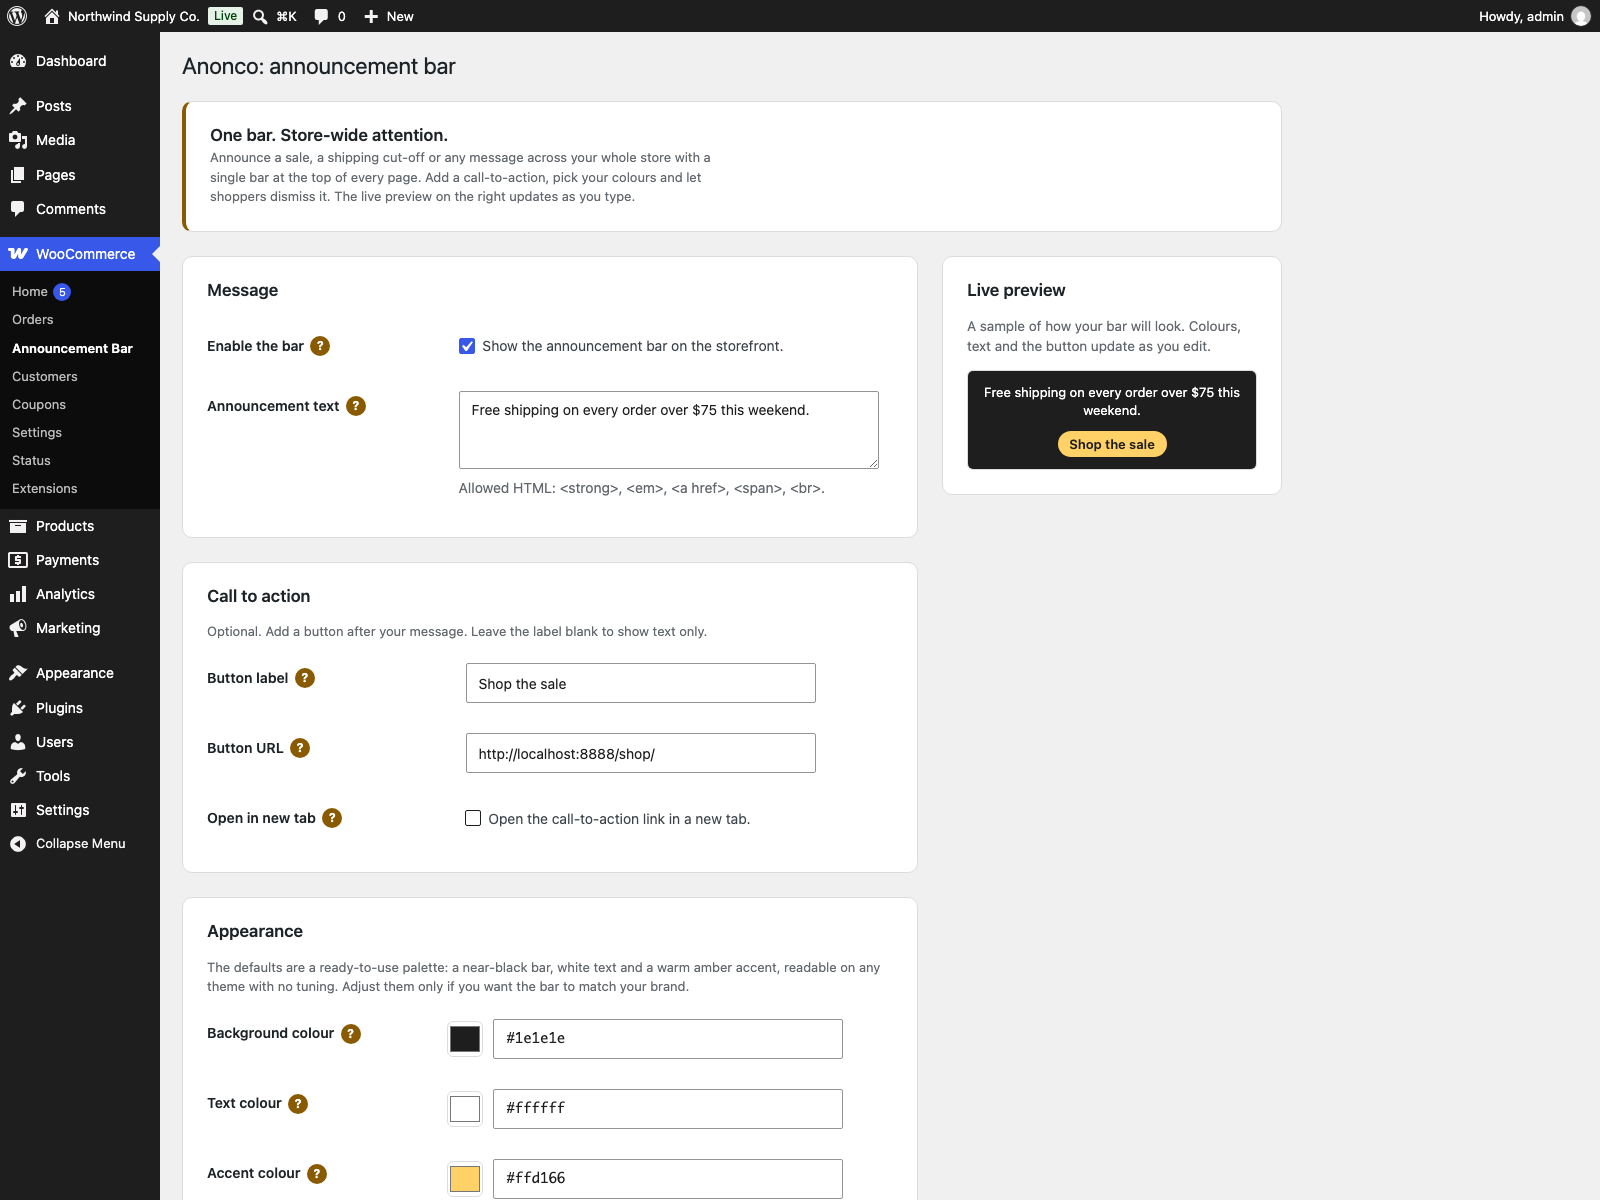 Northwind Supply Co. Live ⌘K 0 New Howdy, admin
Dashboard
Posts
Media
Pages
Comments
WooCommerce
Home 5
Orders
Announcement Bar
Customers
Coupons
Settings
Status
Extensions
Products
Payments
Analytics
Marketing
Appearance
Plugins
Users
Tools
Settings
Collapse Menu
Anonco: announcement bar
One bar. Store-wide attention.
Announce a sale, a shipping cut-off or any message across your whole store with a
single bar at the top of every page. Add a call-to-action, pick your colours and let
shoppers dismiss it. The live preview on the right updates as you type.
Message
Enable the bar ?
Show the announcement bar on the storefront.
Announcement text ?
Free shipping on every order over $75 this weekend.
Allowed HTML: <strong>, <em>, <a href>, <span>, <br>.
Live preview
A sample of how your bar will look. Colours,
text and the button update as you edit.
Free shipping on every order over $75 this
weekend.
Shop the sale
Call to action
Optional. Add a button after your message. Leave the label blank to show text only.
Button label ?
Shop the sale
Button URL ?
http://localhost:8888/shop/
Open in new tab ?
Open the call-to-action link in a new tab.
Appearance
The defaults are a ready-to-use palette: a near-black bar, white text and a warm amber accent, readable on any
theme with no tuning. Adjust them only if you want the bar to match your brand.
Background colour ?
#1e1e1e
Text colour ?
#ffffff
Accent colour ?
#ffd166